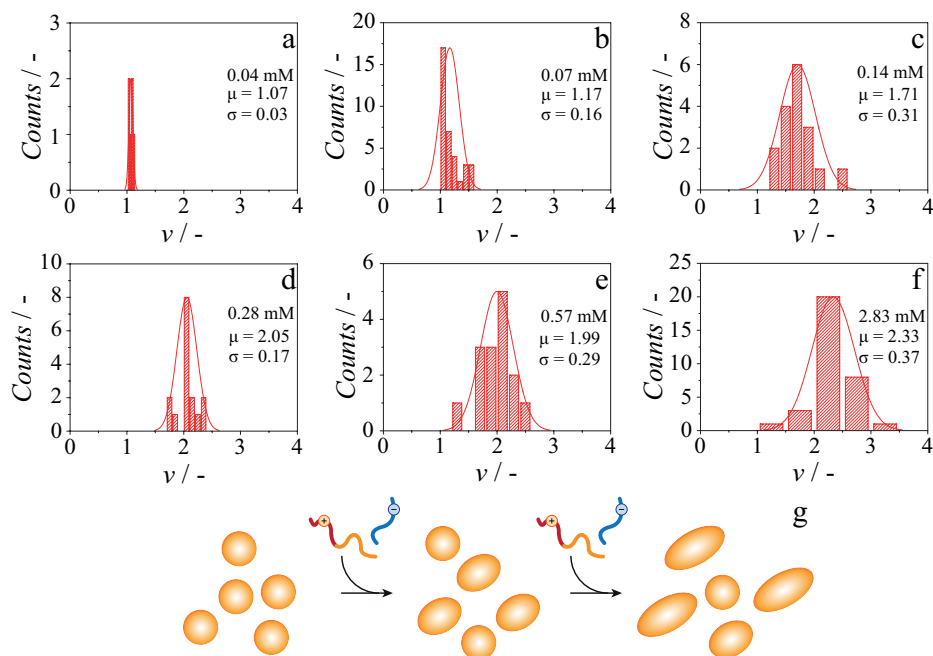 3
2
1
0
0 1 2 3 4
Counts / -
ν / -
a
0.04 mM
μ = 1.07
σ = 0.03
20
15
10
5
0
0 1 2 3 4
Counts / -
ν / -
b
0.07 mM
μ = 1.17
σ = 0.16
8
6
4
2
0
0 1 2 3 4
Counts / -
ν / -
c
0.14 mM
μ = 1.71
σ = 0.31
10
8
6
4
2
0
0 1 2 3 4
Counts / -
ν / -
d
0.28 mM
μ = 2.05
σ = 0.17
6
4
2
0
0 1 2 3 4
Counts / -
ν / -
e
0.57 mM
μ = 1.99
σ = 0.29
25
20
15
10
5
0
0 1 2 3 4
Counts / -
ν / -
f
2.83 mM
μ = 2.33
σ = 0.37
g
+ −
+ −